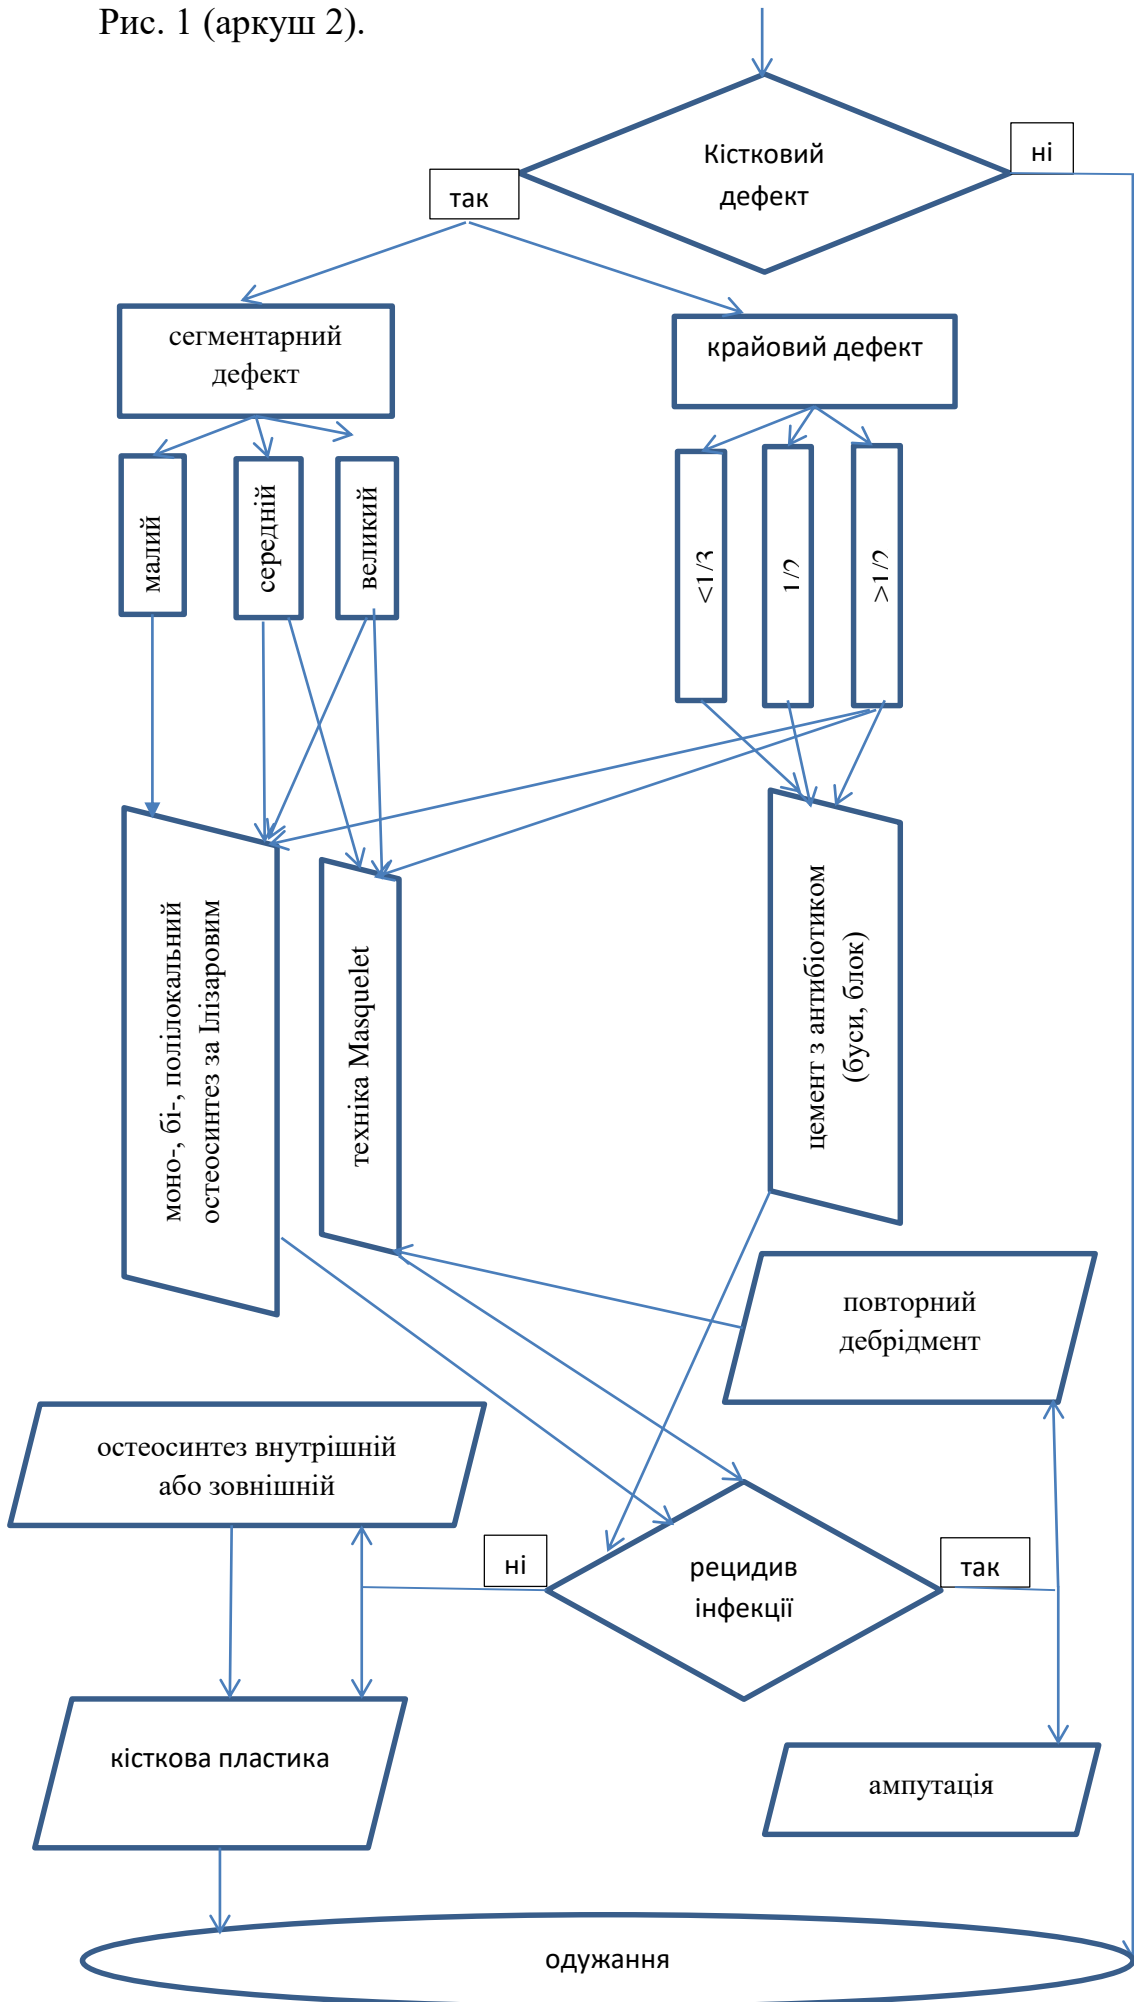 Рис. 1 (аркуш 2).
Кістковий
дефект
ні
так
сегментарний
дефект
крайовий дефект
малий
середній
великий
<1/3
1/2
>1/2
моно-, бі-, полілокальний
остеосинтез за Ілізаровим
техніка Masquelet
цемент з антибіотиком
(буси, блок)
повторний
дебрідмент
остеосинтез внутрішній
або зовнішній
ні
рецидив
інфекції
так
кісткова пластика
ампутація
одужання